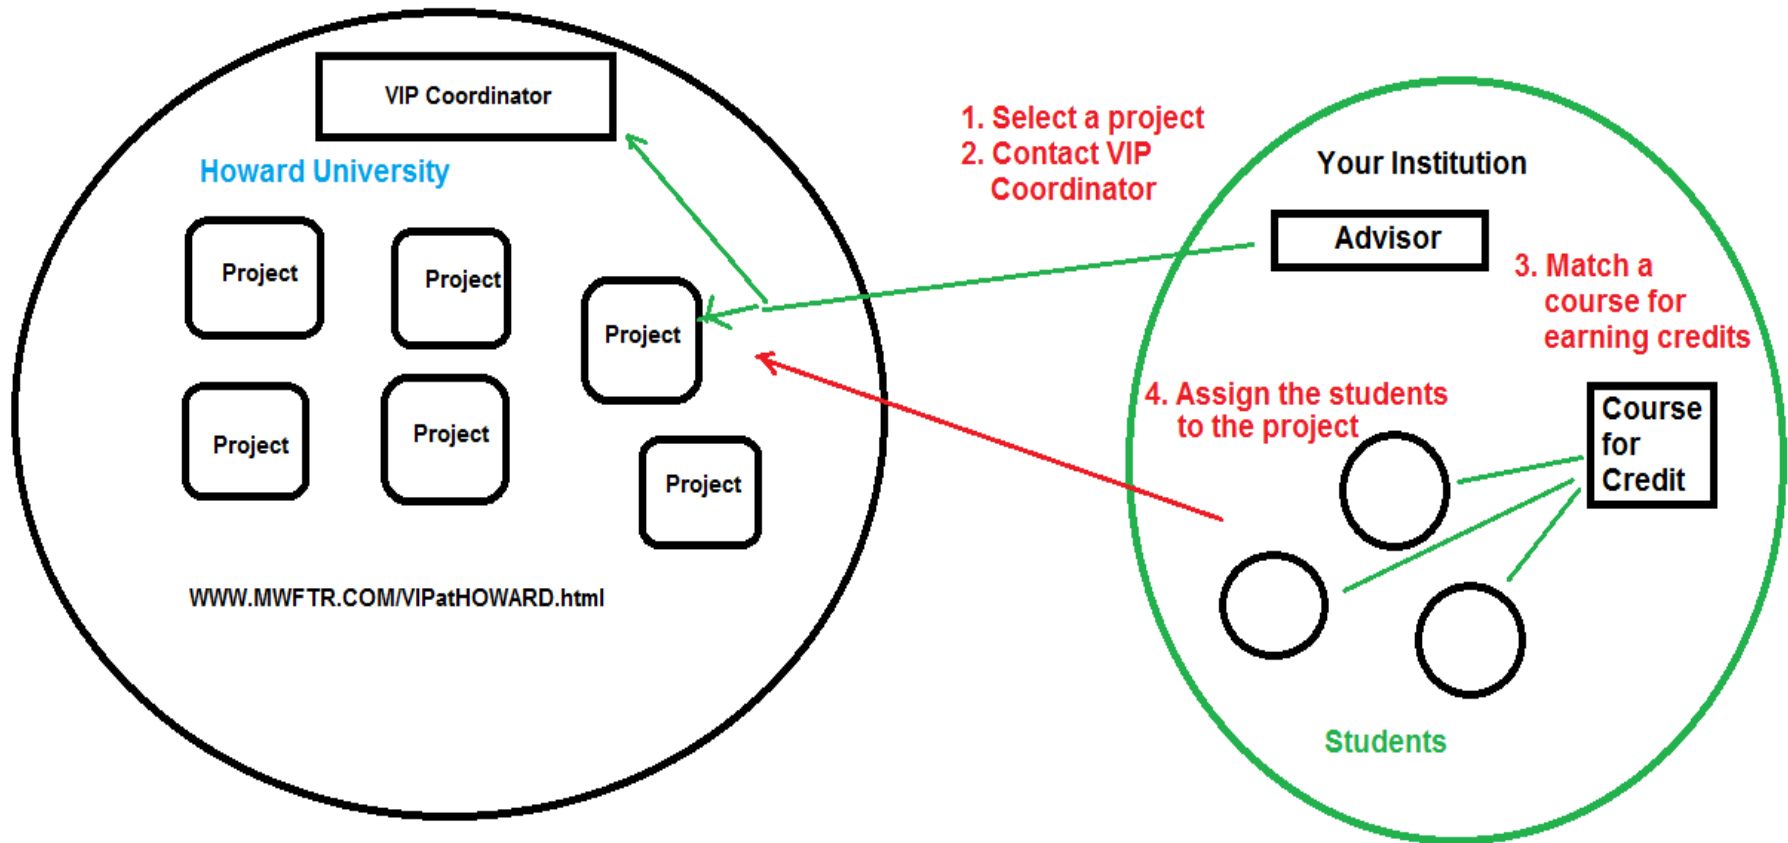 VIP Coordinator
Howard University
Project
Project
Project
Project
Project
Project
WWW.MWFTR.COM/VIPatHOWARD.html
1. Select a project
2. Contact VIP
Coordinator
Your Institution
Advisor
3. Match a
course for
earning credits
4. Assign the students
to the project
Course
for
Credit
Students